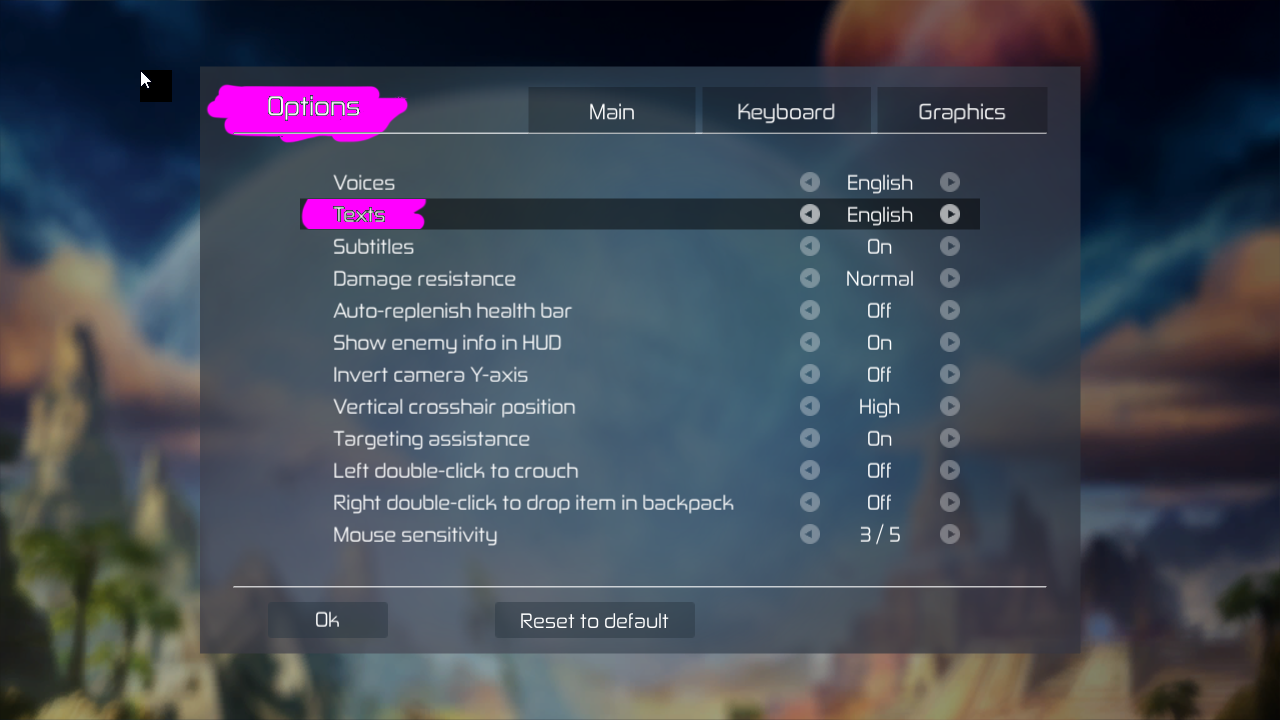 Options Main Keyboard Graphics
Voices English
Texts English
Subtitles On
Damage resistance Normal
Auto-replenish health bar Off
Show enemy info in HUD On
Invert camera Y-axis Off
Vertical crosshair position High
Targeting assistance On
Left double-click to crouch Off
Right double-click to drop item in backpack Off
Mouse sensitivity 3 / 5
Ok Reset to default